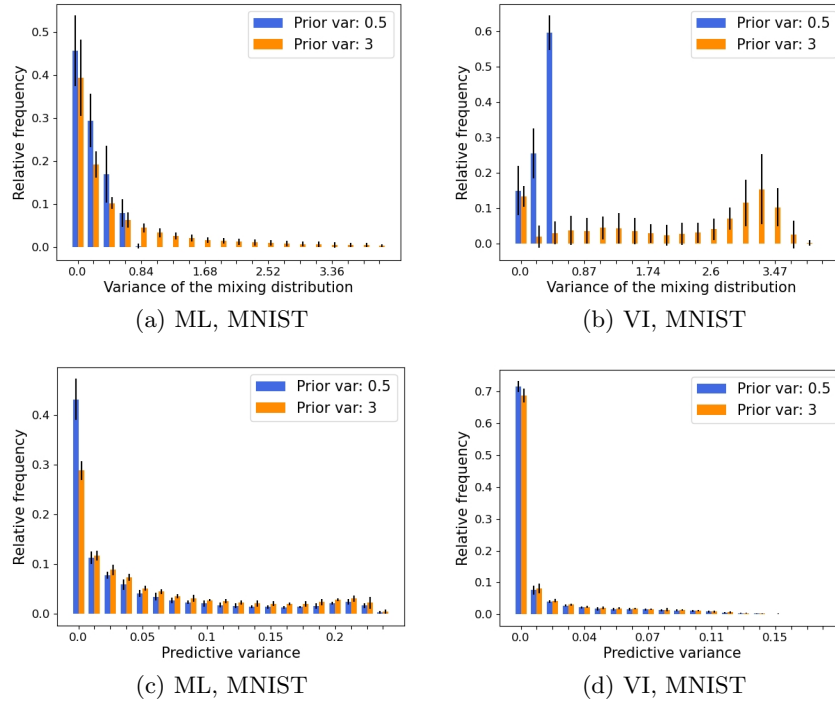 Prior var: 0.5
Prior var: 3
Relative frequency
0.5
0.4
0.3
0.2
0.1
0.0
0.0 0.84 1.68 2.52 3.36
Variance of the mixing distribution
(a) ML, MNIST
Prior var: 0.5
Prior var: 3
Relative frequency
0.6
0.5
0.4
0.3
0.2
0.1
0.0
0.0 0.87 1.74 2.6 3.47
Variance of the mixing distribution
(b) VI, MNIST
Prior var: 0.5
Prior var: 3
Relative frequency
0.4
0.3
0.2
0.1
0.0
0.0 0.05 0.1 0.15 0.2
Predictive variance
(c) ML, MNIST
Prior var: 0.5
Prior var: 3
Relative frequency
0.7
0.6
0.5
0.4
0.3
0.2
0.1
0.0
0.0 0.04 0.07 0.11 0.15
Predictive variance
(d) VI, MNIST